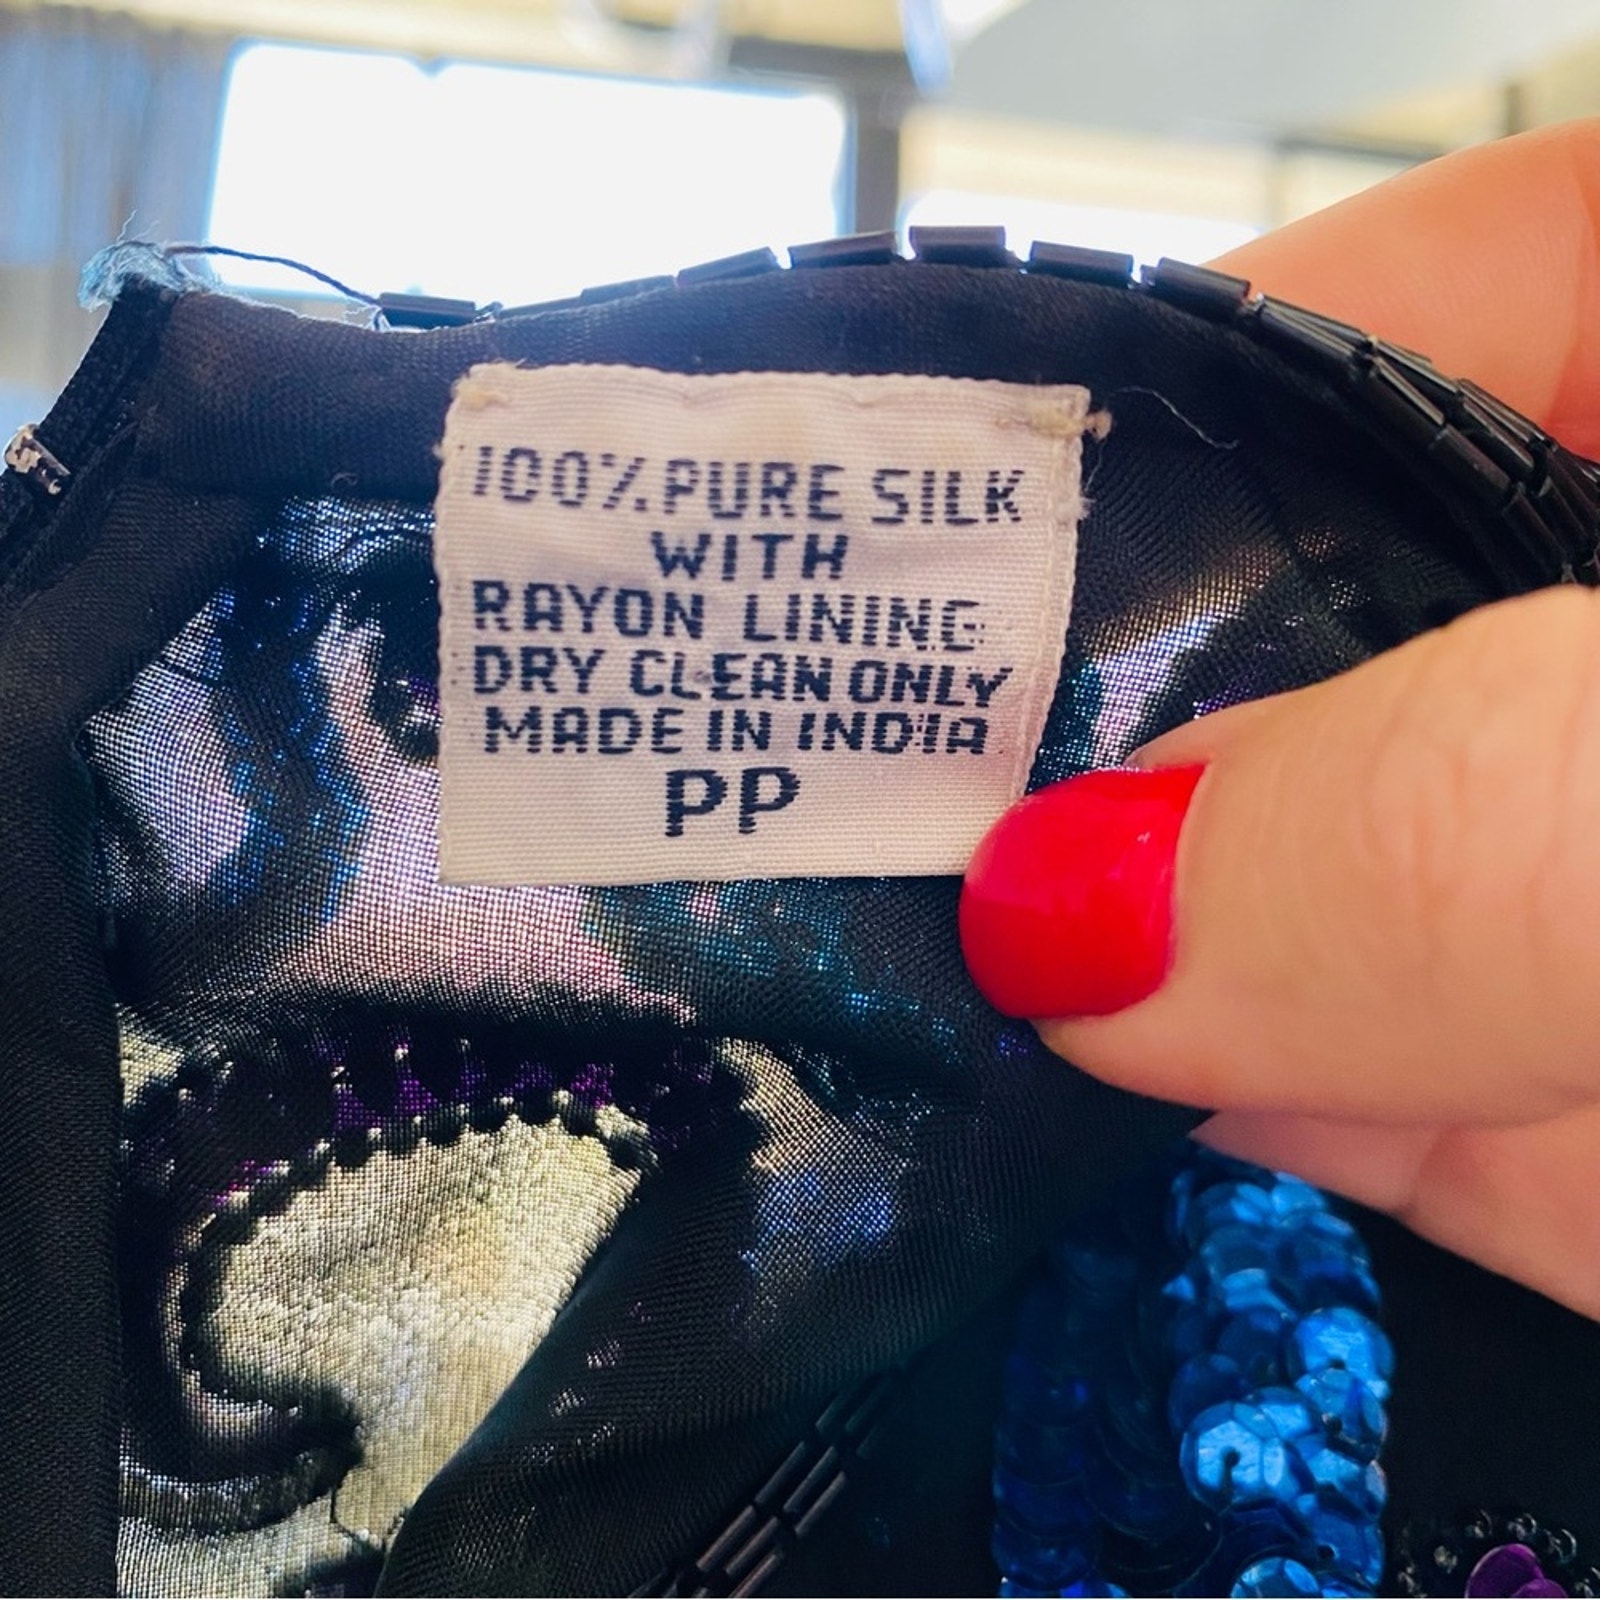 100% PURE SILK
WITH
RAYON LINING
DRY CLEAN ONLY
MADE IN INDIA
PP